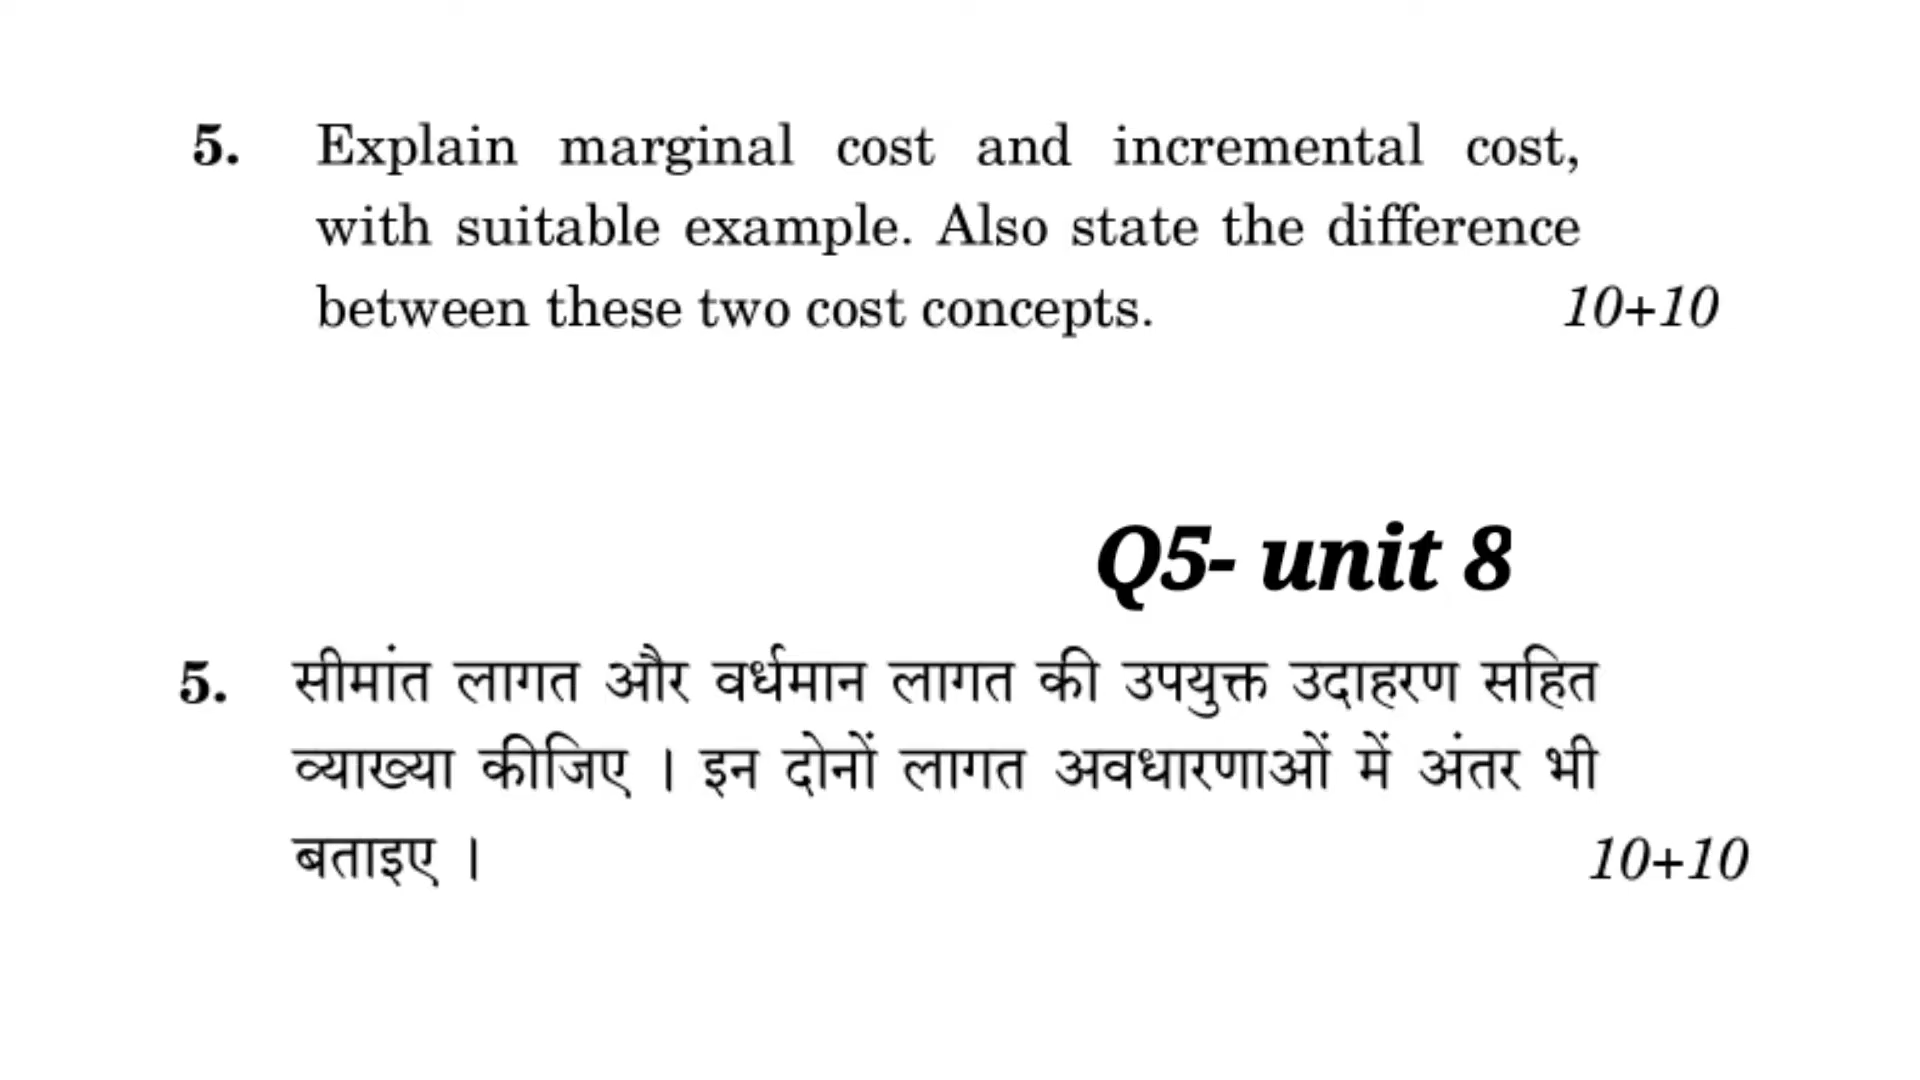 5. Explain marginal cost and incremental cost,
with suitable example. Also state the difference
between these two cost concepts. 10+10
Q5- unit 8
5. सीमांत लागत और वर्धमान लागत की उपयुक्त उदाहरण सहित
व्याख्या कीजिए । इन दोनों लागत अवधारणाओं में अंतर भी
बताइए । 10+10